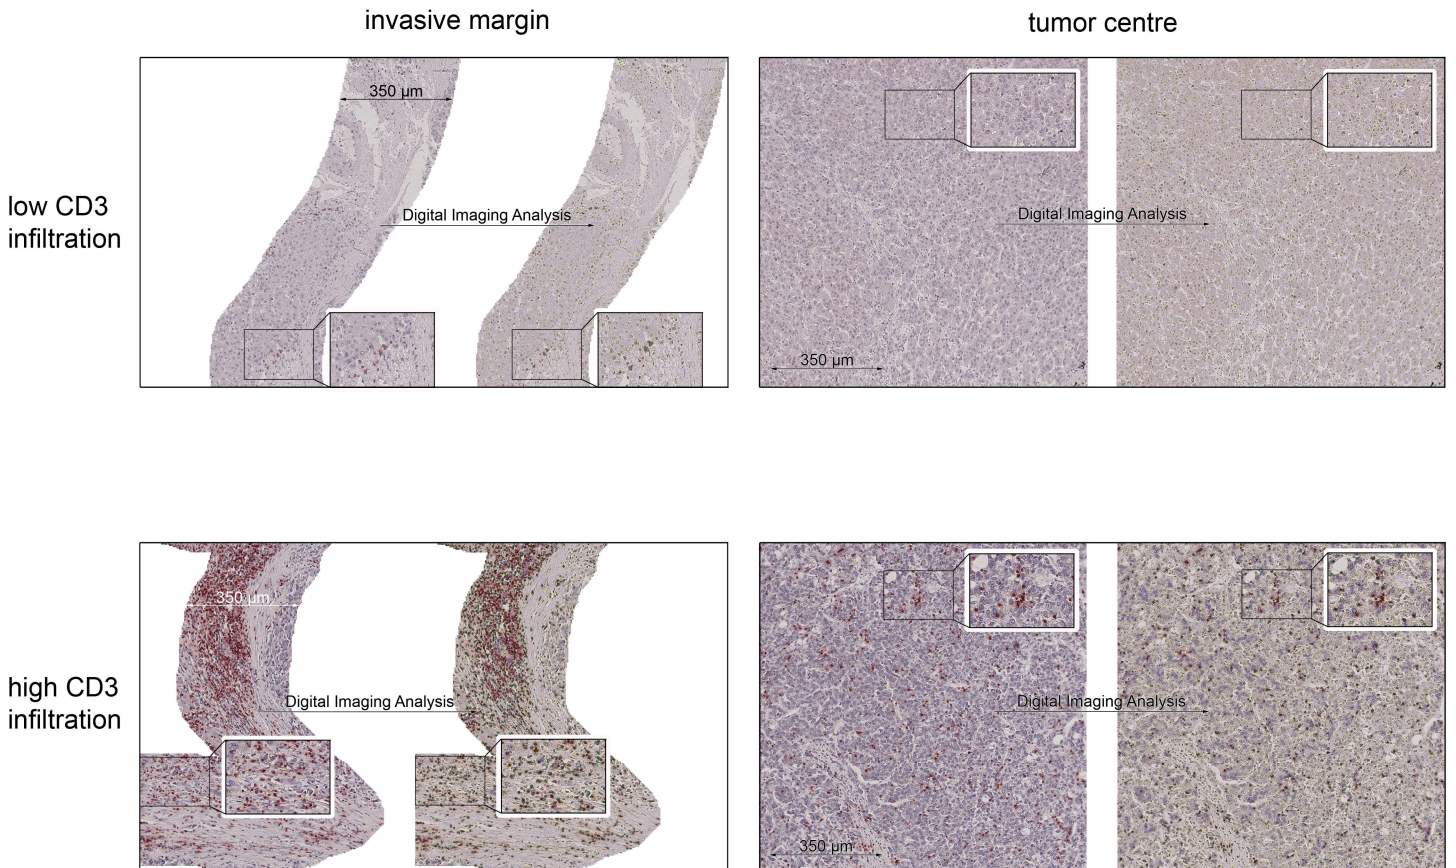 invasive margin
tumor centre
low CD3
infiltration
350 µm
Digital Imaging Analysis
Digital Imaging Analysis
350 µm
high CD3
infiltration
350 µm
Digital Imaging Analysis
Digital Imaging Analysis
350 µm